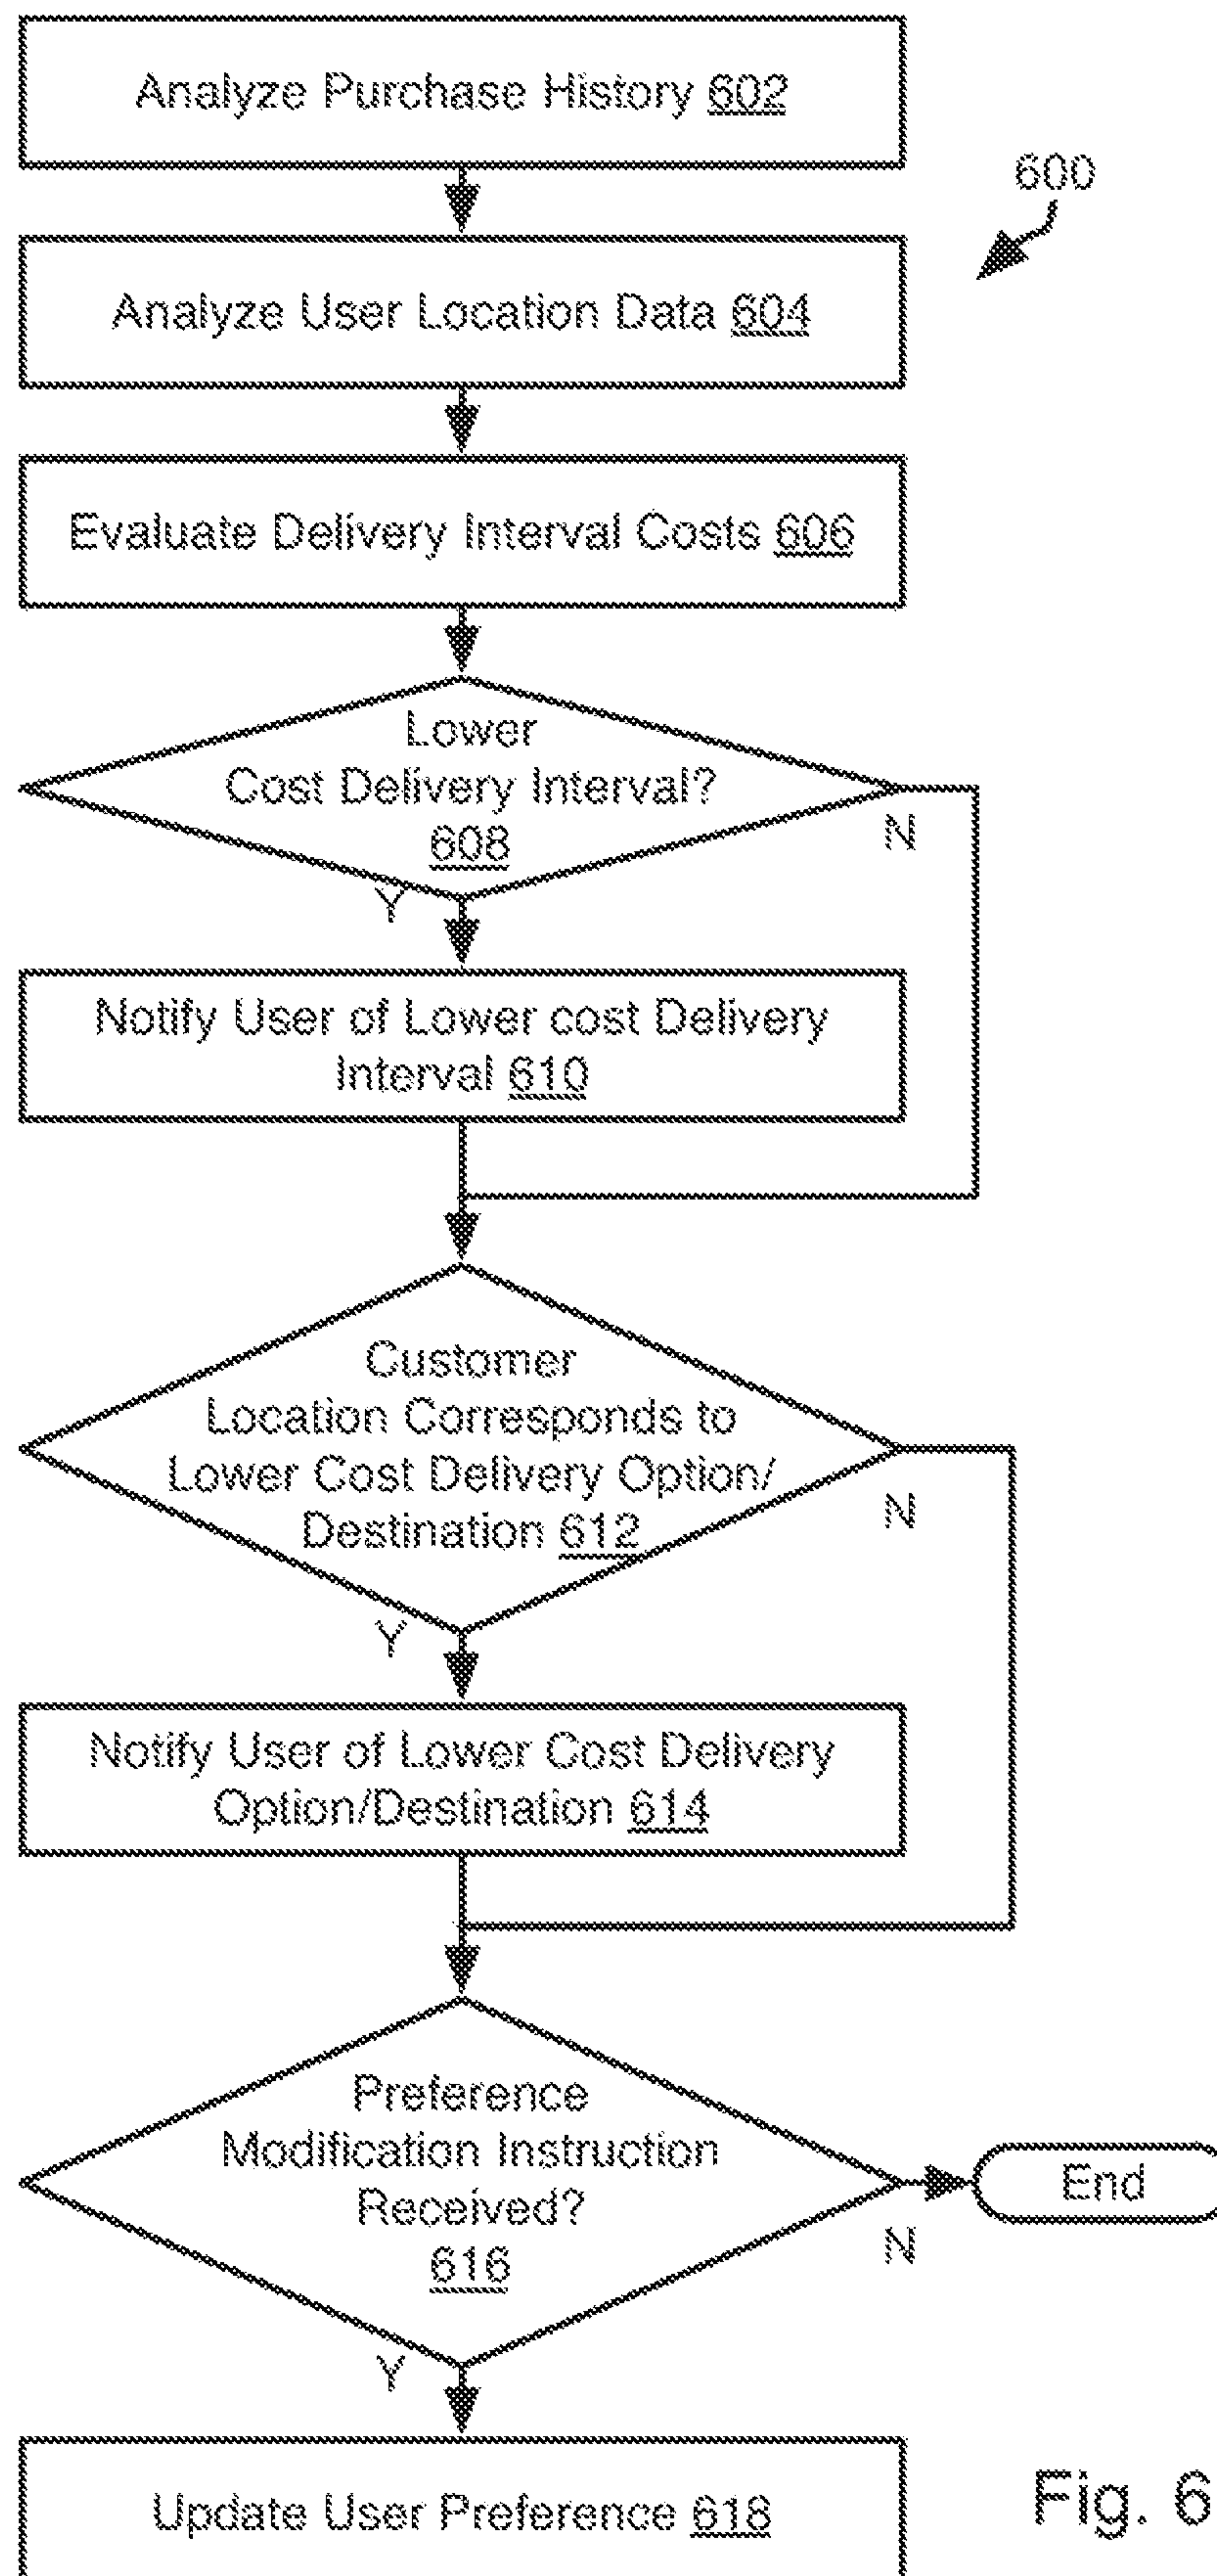 Analyze Purchase History 602
600
Analyze User Location Data 604
Evaluate Delivery Interval Costs 606
Lower
Cost Delivery Interval?
608
N
Y
Notify User of Lower cost Delivery
Interval 610
Customer
Location Corresponds to
Lower Cost Delivery Option/
Destination 612
N
Y
Notify User of Lower Cost Delivery
Option/Destination 614
Preference
Modification Instruction
Received?
616
End
N
Y
Update User Preference 618
Fig. 6